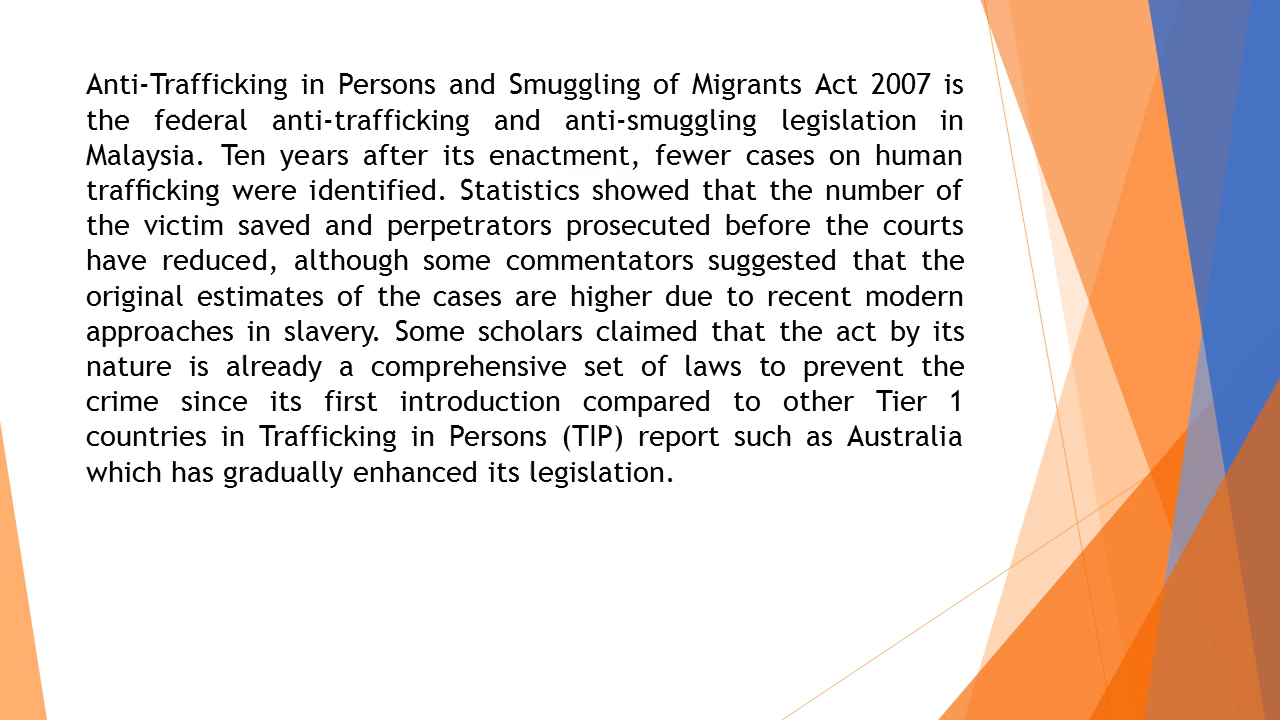 Anti-Trafficking in Persons and Smuggling of Migrants Act 2007 is
the federal anti-trafficking and anti-smuggling legislation in
Malaysia. Ten years after its enactment, fewer cases on human
trafficking were identified. Statistics showed that the number of
the victim saved and perpetrators prosecuted before the courts
have reduced, although some commentators suggested that the
original estimates of the cases are higher due to recent modern
approaches in slavery. Some scholars claimed that the act by its
nature is already a comprehensive set of laws to prevent the
crime since its first introduction compared to other Tier 1
countries in Trafficking in Persons (TIP) report such as Australia
which has gradually enhanced its legislation.